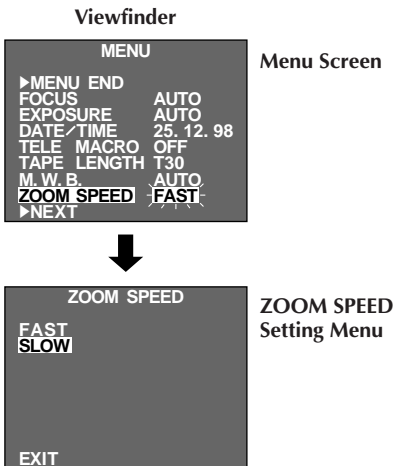 Viewfinder
MENU
Menu Screen
▶MENU END
FOCUS AUTO
EXPOSURE AUTO
DATE/TIME 25. 12. 98
TELE MACRO OFF
TAPE LENGTH T30
M. W. B. AUTO
ZOOM SPEED FAST
▶NEXT
ZOOM SPEED
ZOOM SPEED
Setting Menu
FAST
SLOW
EXIT